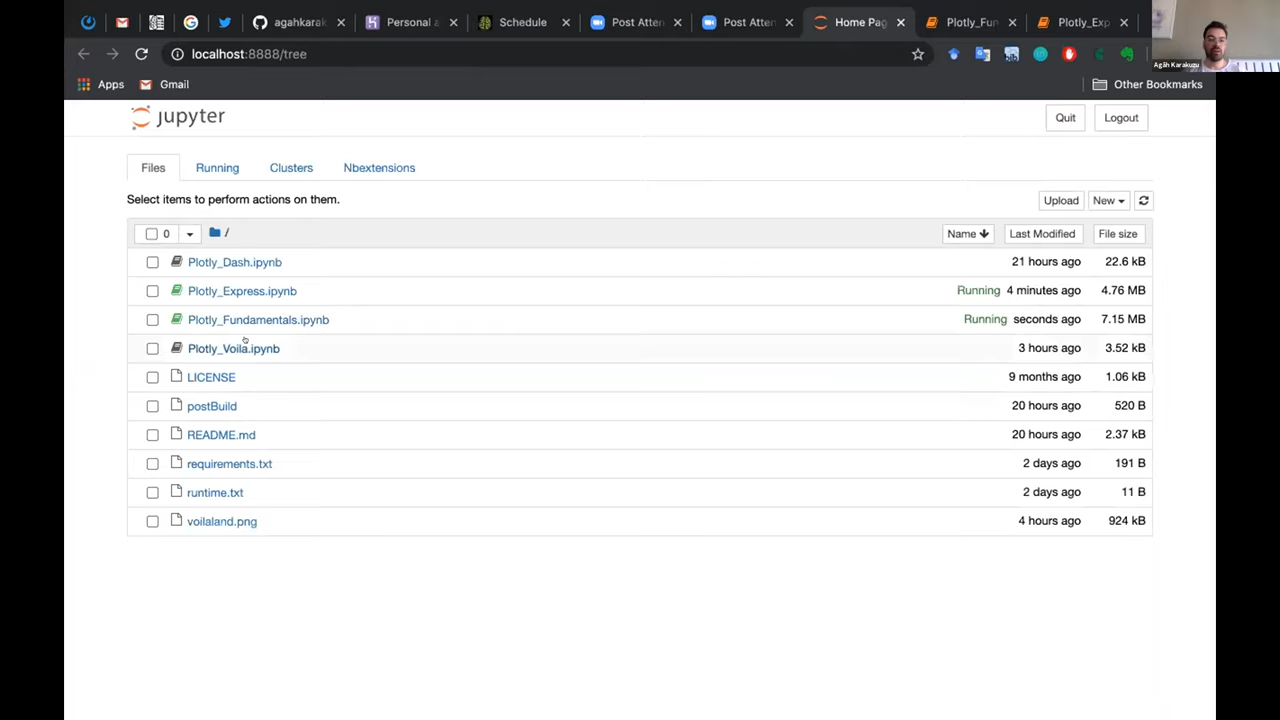 agahkarak
Personal a
Schedule
Post Atten
Post Atten
Home Pag
Plotly_Fun
Plotly_Exp
localhost:8888/tree
Agâh Karakuzu
Apps
Gmail
Other Bookmarks
jupyter
Quit
Logout
Files
Running
Clusters
Nbextensions
Select items to perform actions on them.
Upload
New
0
/
Name
Last Modified
File size
Plotly_Dash.ipynb 21 hours ago 22.6 kB
Plotly_Express.ipynb Running 4 minutes ago 4.76 MB
Plotly_Fundamentals.ipynb Running seconds ago 7.15 MB
Plotly_Voila.ipynb 3 hours ago 3.52 kB
LICENSE 9 months ago 1.06 kB
postBuild 20 hours ago 520 B
README.md 20 hours ago 2.37 kB
requirements.txt 2 days ago 191 B
runtime.txt 2 days ago 11 B
voilaland.png 4 hours ago 924 kB